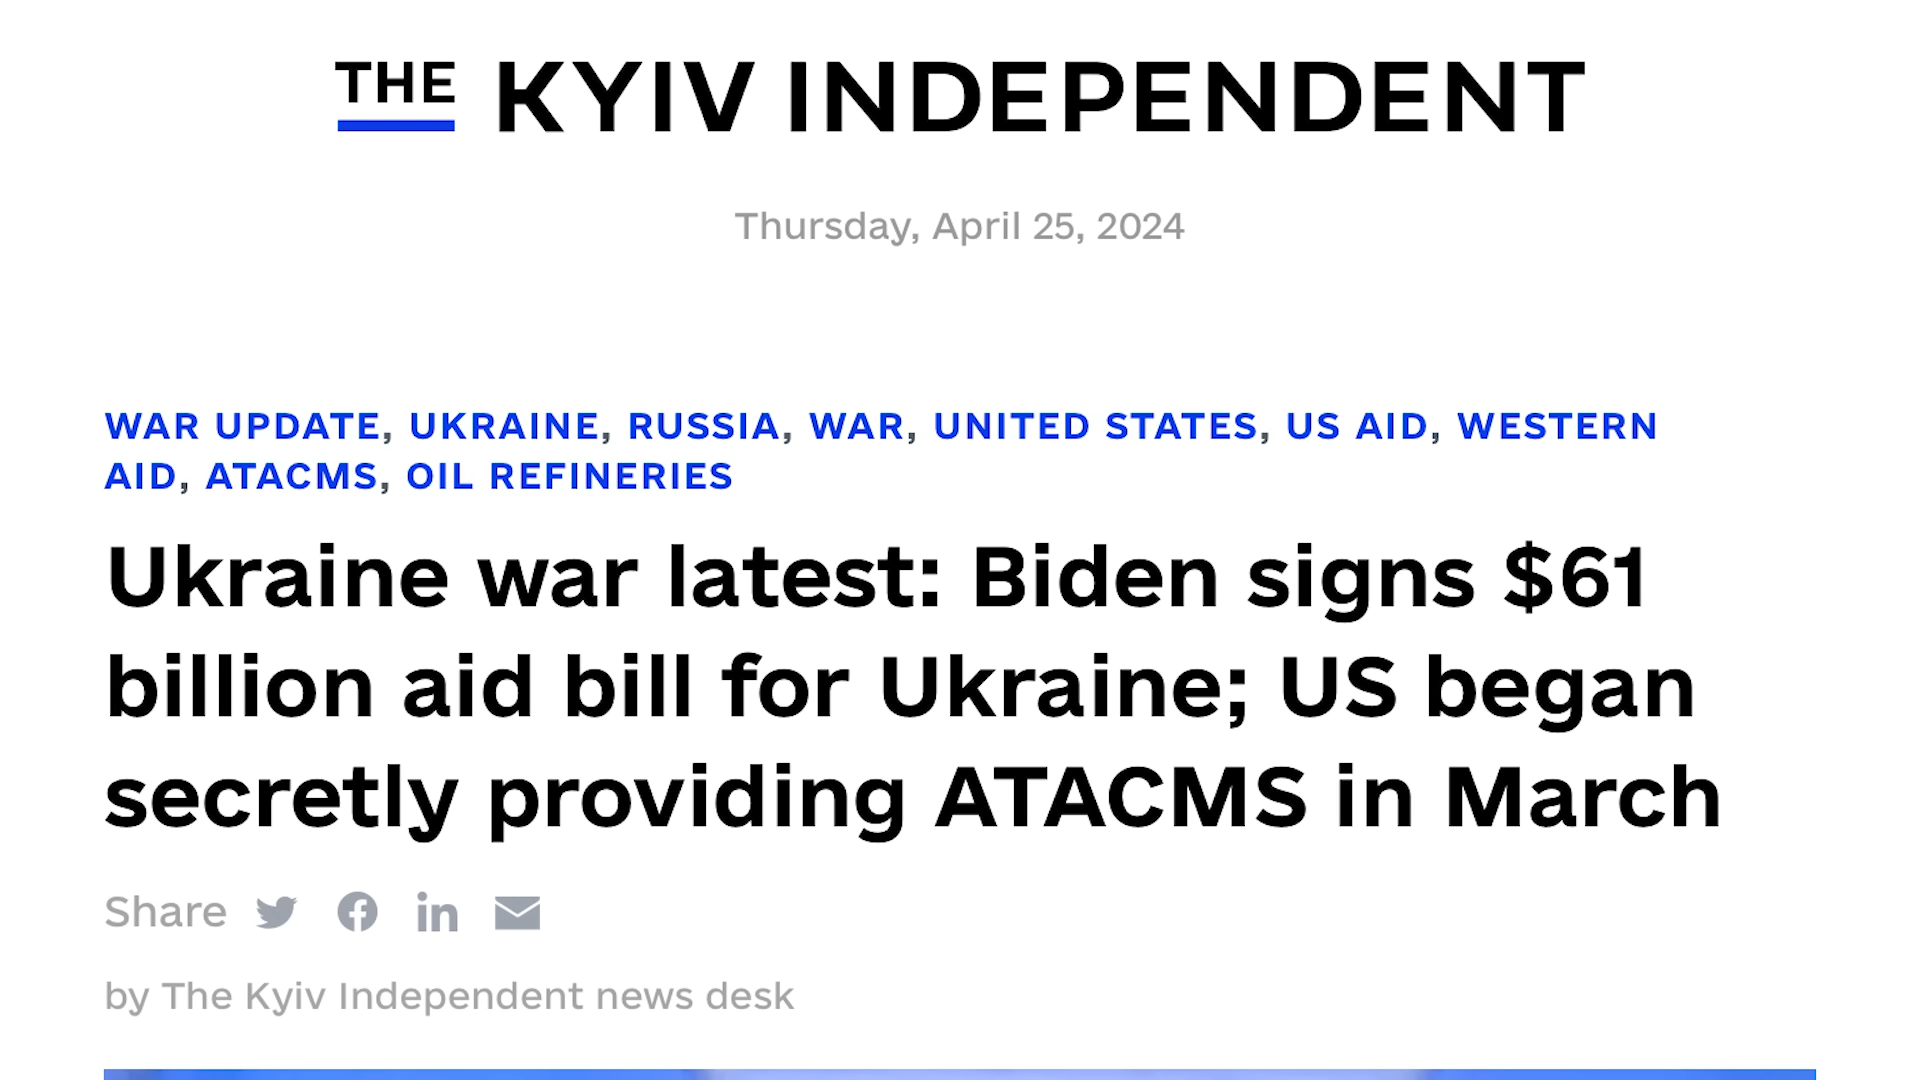 THE KYIV INDEPENDENT
Thursday, April 25, 2024
WAR UPDATE, UKRAINE, RUSSIA, WAR, UNITED STATES, US AID, WESTERN
AID, ATACMS, OIL REFINERIES
Ukraine war latest: Biden signs $61
billion aid bill for Ukraine; US began
secretly providing ATACMS in March
Share
by The Kyiv Independent news desk